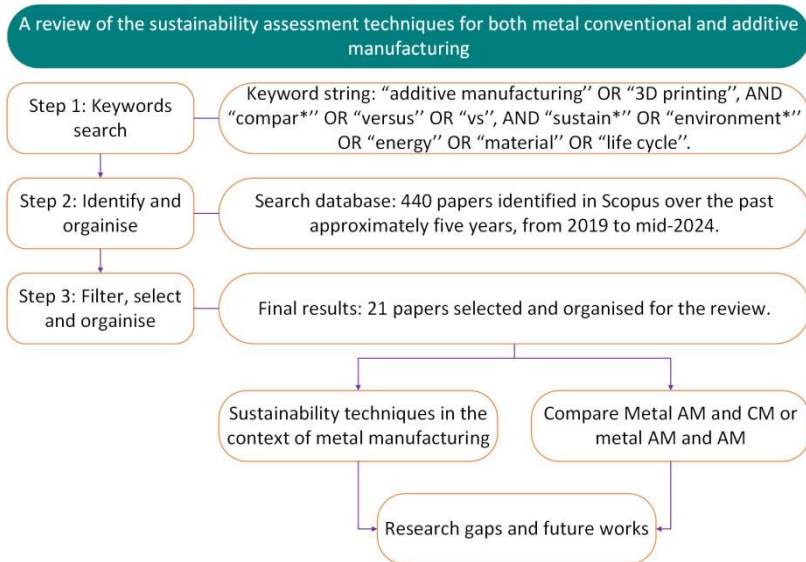 A review of the sustainability assessment techniques for both metal conventional and additive
manufacturing
Step 1: Keywords
search
Keyword string: “additive manufacturing’’ OR “3D printing’’, AND
“compar*’’ OR “versus’’ OR “vs’’, AND “sustain*’’ OR “environment*’’
OR “energy’’ OR “material’’ OR “life cycle’’.
Step 2: Identify and
orgainise
Search database: 440 papers identified in Scopus over the past
approximately five years, from 2019 to mid-2024.
Step 3: Filter, select
and orgainise
Final results: 21 papers selected and organised for the review.
Sustainability techniques in the
context of metal manufacturing
Compare Metal AM and CM or
metal AM and AM
Research gaps and future works